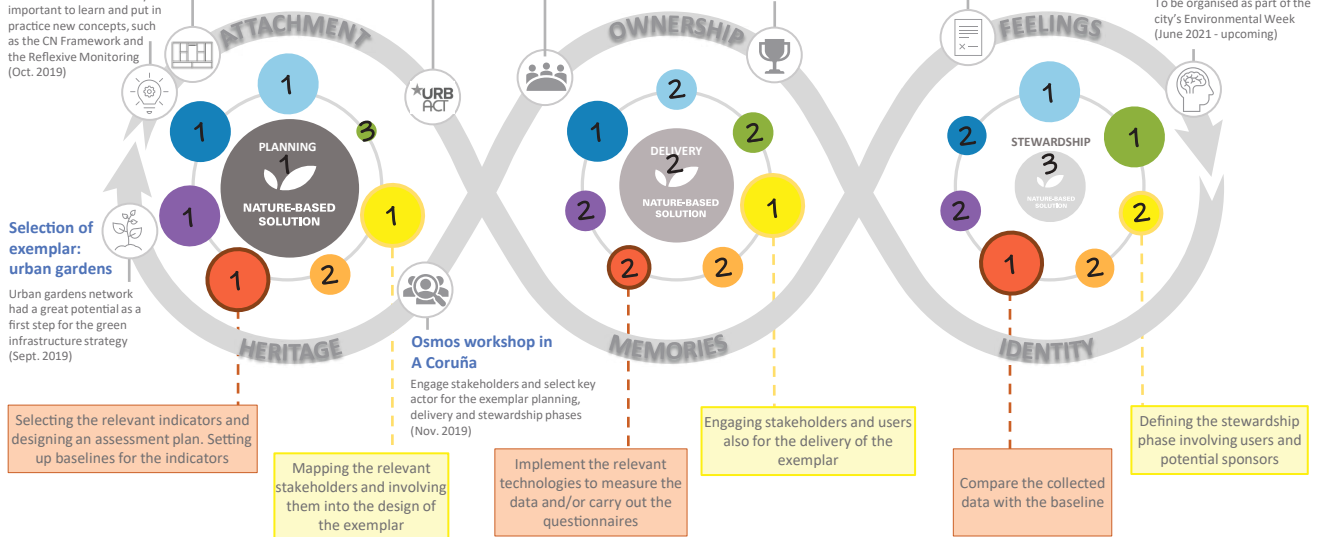 important to learn and put in
practice new concepts, such
as the CN Framework and
the Reflexive Monitoring
(Oct. 2019)
To be organised as part of the
city's Environmental Week
(June 2021 - upcoming)
ATTACHMENT
OWNERSHIP
FEELINGS
URB
ACT
1
1
3
1
1
2
1
PLANNING
1
NATURE-BASED
SOLUTION
2
1
2
2
1
2
2
DELIVERY
2
NATURE-BASED
SOLUTION
1
2
1
2
2
1
2
STEWARDSHIP
3
NATURE-BASED
SOLUTION
Selection of
exemplar:
urban gardens
Urban gardens network
had a great potential as a
first step for the green
infrastructure strategy
(Sept. 2019)
HERITAGE
MEMORIES
IDENTITY
Osmos workshop in
A Coruña
Engage stakeholders and select key
actor for the exemplar planning,
delivery and stewardship phases
(Nov. 2019)
Selecting the relevant indicators and
designing an assessment plan. Setting
up baselines for the indicators
Mapping the relevant
stakeholders and involving
them into the design of
the exemplar
Implement the relevant
technologies to measure the
data and/or carry out the
questionnaires
Engaging stakeholders and users
also for the delivery of the
exemplar
Compare the collected
data with the baseline
Defining the stewardship
phase involving users and
potential sponsors